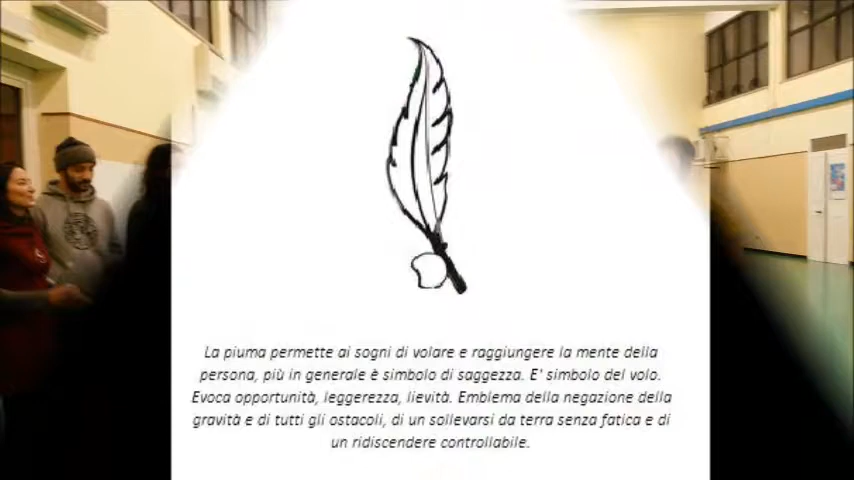 La piuma permette ai sogni di volare e raggiungere la mente della
persona, più in generale è simbolo di saggezza. E' simbolo del volo.
Evoca opportunità, leggerezza, lievità. Emblema della negazione della
gravità e di tutti gli ostacoli, di un sollevarsi da terra senza fatica e di
un ridiscendere controllabile.